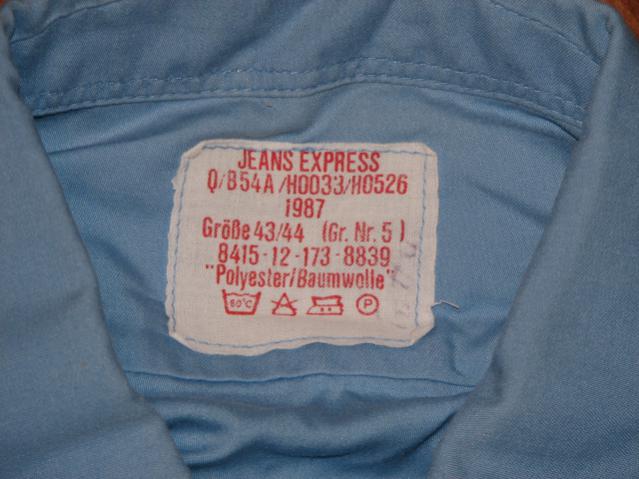 JEANS EXPRESS
Q/B54A/H0033/H0526
1987
Größe 43/44 (Gr. Nr. 5)
8415-12-173-8839
"Polyester/Baumwolle"
60°C P